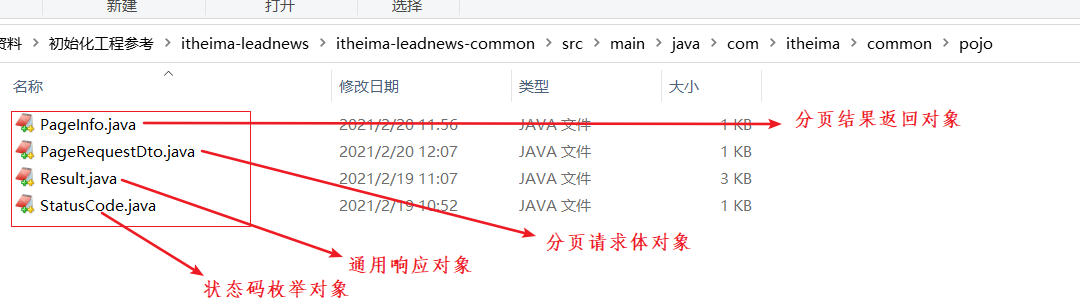 新建 打开 选择
资料 > 初始化工程参考 > itheima-leadnews > itheima-leadnews-common > src > main > java > com > itheima > common > pojo
名称 修改日期 类型 大小
PageInfo.java 2021/2/20 11:56 JAVA 文件 1 KB 分页结果返回对象
PageRequestDto.java 2021/2/20 12:07 JAVA 文件 1 KB
Result.java 2021/2/19 11:07 JAVA 文件 3 KB
StatusCode.java 2021/2/19 10:52 JAVA 文件 1 KB
分页请求体对象
通用响应对象
状态码枚举对象